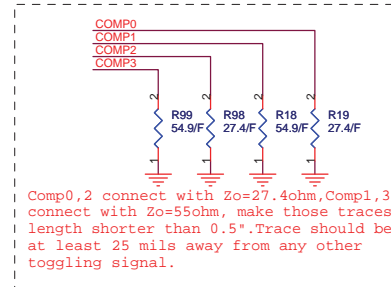 COMP0
COMP1
COMP2
COMP3
2 2 2 2
R99 R98 R18 R19
54.9/F 27.4/F 54.9/F 27.4/F
1 1 1 1
Comp0,2 connect with Zo=27.4ohm,Comp1,3
connect with Zo=55ohm, make those traces
length shorter than 0.5".Trace should be
at least 25 mils away from any other
toggling signal.